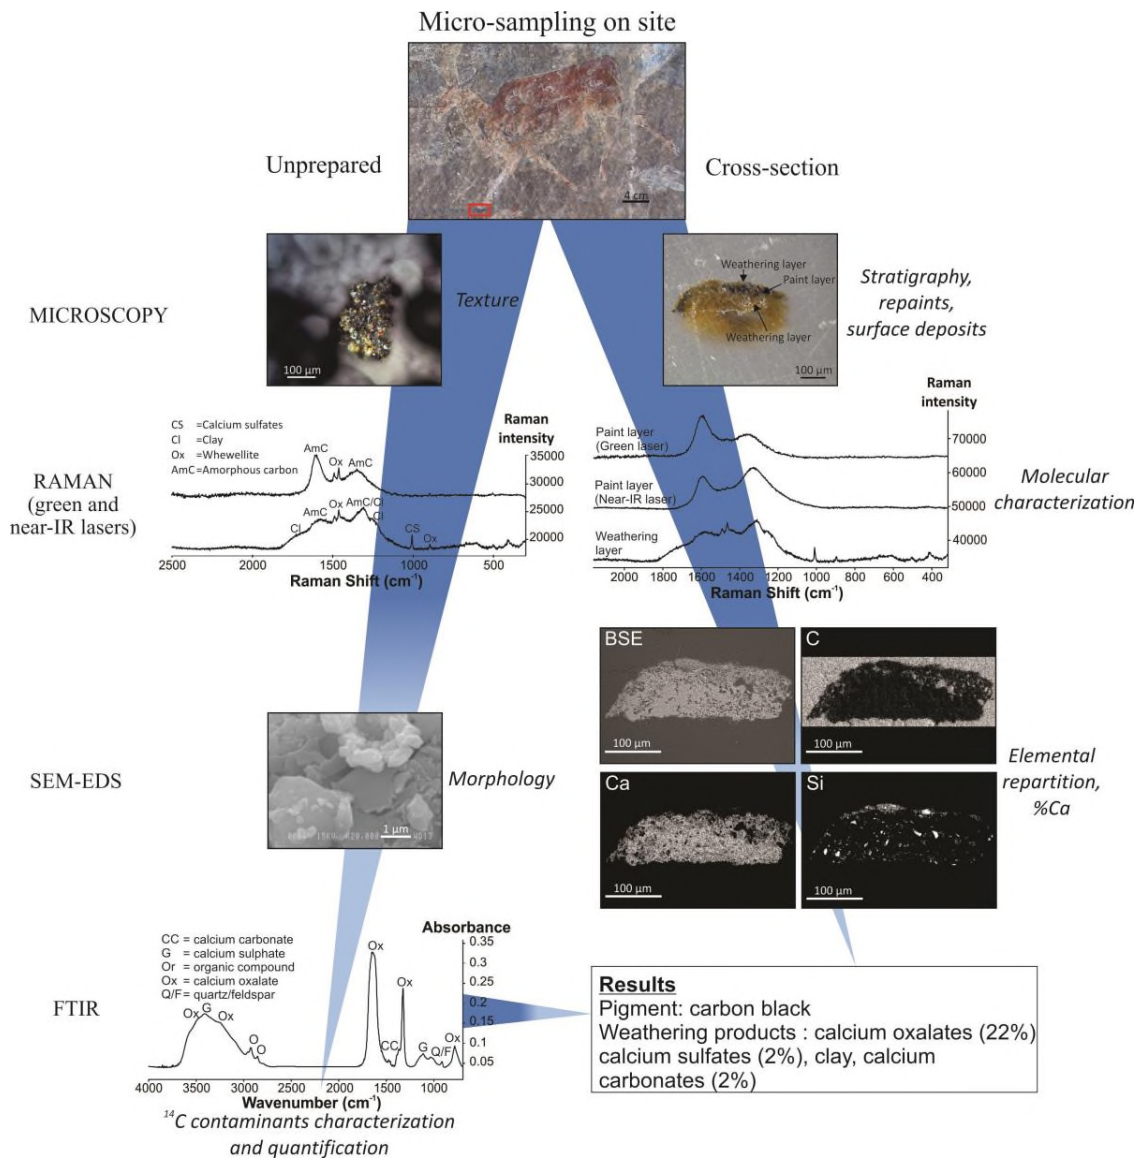 Micro-sampling on site
Unprepared
Cross-section
4 cm
MICROSCOPY
100 µm
Texture
Weathering layer
Paint layer
Weathering layer
100 µm
Stratigraphy,
repaints,
surface deposits
RAMAN
(green and
near-IR lasers)
CS =Calcium sulfates
Cl =Clay
Ox =Whewellite
AmC=Amorphous carbon
Raman
intensity
AmC
Ox
AmC
35000
30000
25000
20000
Cl
AmC
Ox
AmC/Cl
Cl
CS
Ox
2500 2000 1500 1000 500
Raman Shift (cm-1)
Raman
intensity
Paint layer
(Green laser)
Paint layer
(Near-IR laser)
Weathering
layer
70000
60000
50000
40000
2000 1600 1400 1200 1000 800 600 400
Raman Shift (cm-1)
Molecular
characterization
SEM-EDS
1 µm
Morphology
BSE
100 µm
C
100 µm
Ca
100 µm
Si
100 µm
Elemental
repartition,
%Ca
FTIR
CC = calcium carbonate
G = calcium sulphate
Or = organic compound
Ox = calcium oxalate
Q/F = quartz/feldspar
Absorbance
0.35
0.3
0.25
0.2
0.15
0.1
0.05
Ox
G
Ox
O
O
Ox
CC
Ox
G
Q/F
Ox
4000 3000 2000 1500 1000
Wavenumber (cm-1)
14C contaminants characterization
and quantification
Results
Pigment: carbon black
Weathering products : calcium oxalates (22%)
calcium sulfates (2%), clay, calcium
carbonates (2%)